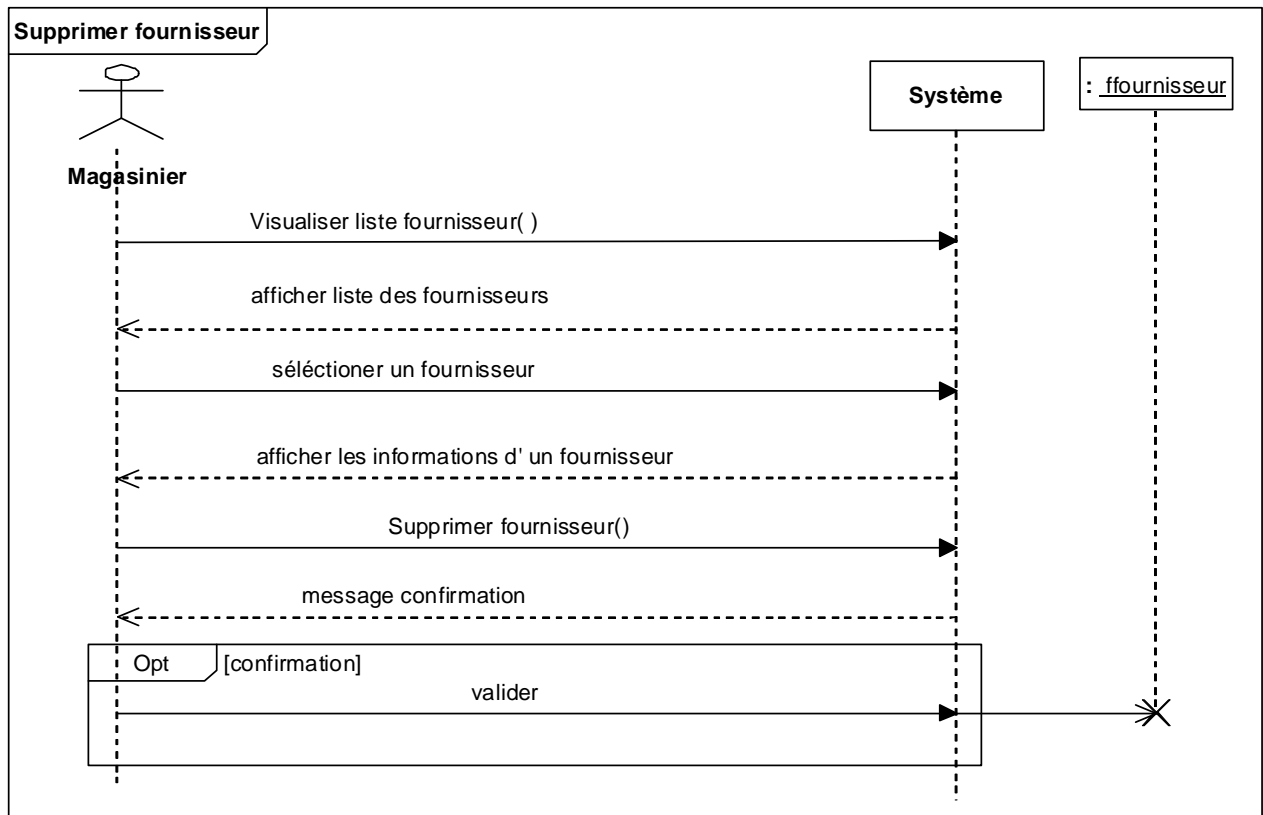 Supprimer fournisseur
Système
: ffournisseur
Magasinier
Visualiser liste fournisseur( )
afficher liste des fournisseurs
séléctioner un fournisseur
afficher les informations d' un fournisseur
Supprimer fournisseur()
message confirmation
Opt [confirmation]
valider